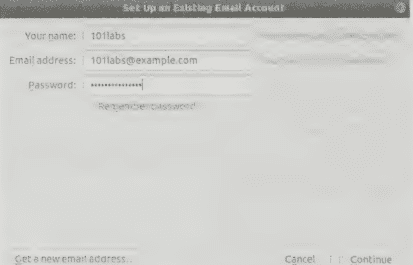 Set Up an Existing Email Account
Your name: 101labs
Email address: 101labs@example.com
Password: •••••••••••••••
Remember password
Get a new email address...
Cancel
Continue